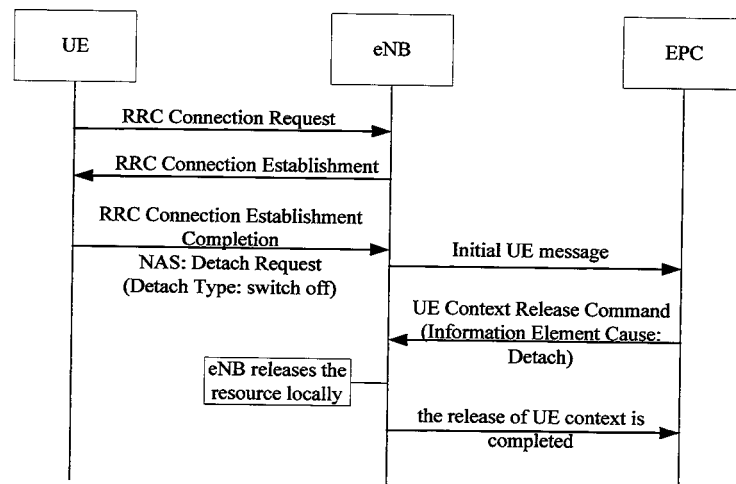 UE
eNB
EPC
RRC Connection Request
RRC Connection Establishment
RRC Connection Establishment
Completion
NAS: Detach Request
(Detach Type: switch off)
Initial UE message
UE Context Release Command
(Information Element Cause:
Detach)
eNB releases the
resource locally
the release of UE context is
completed